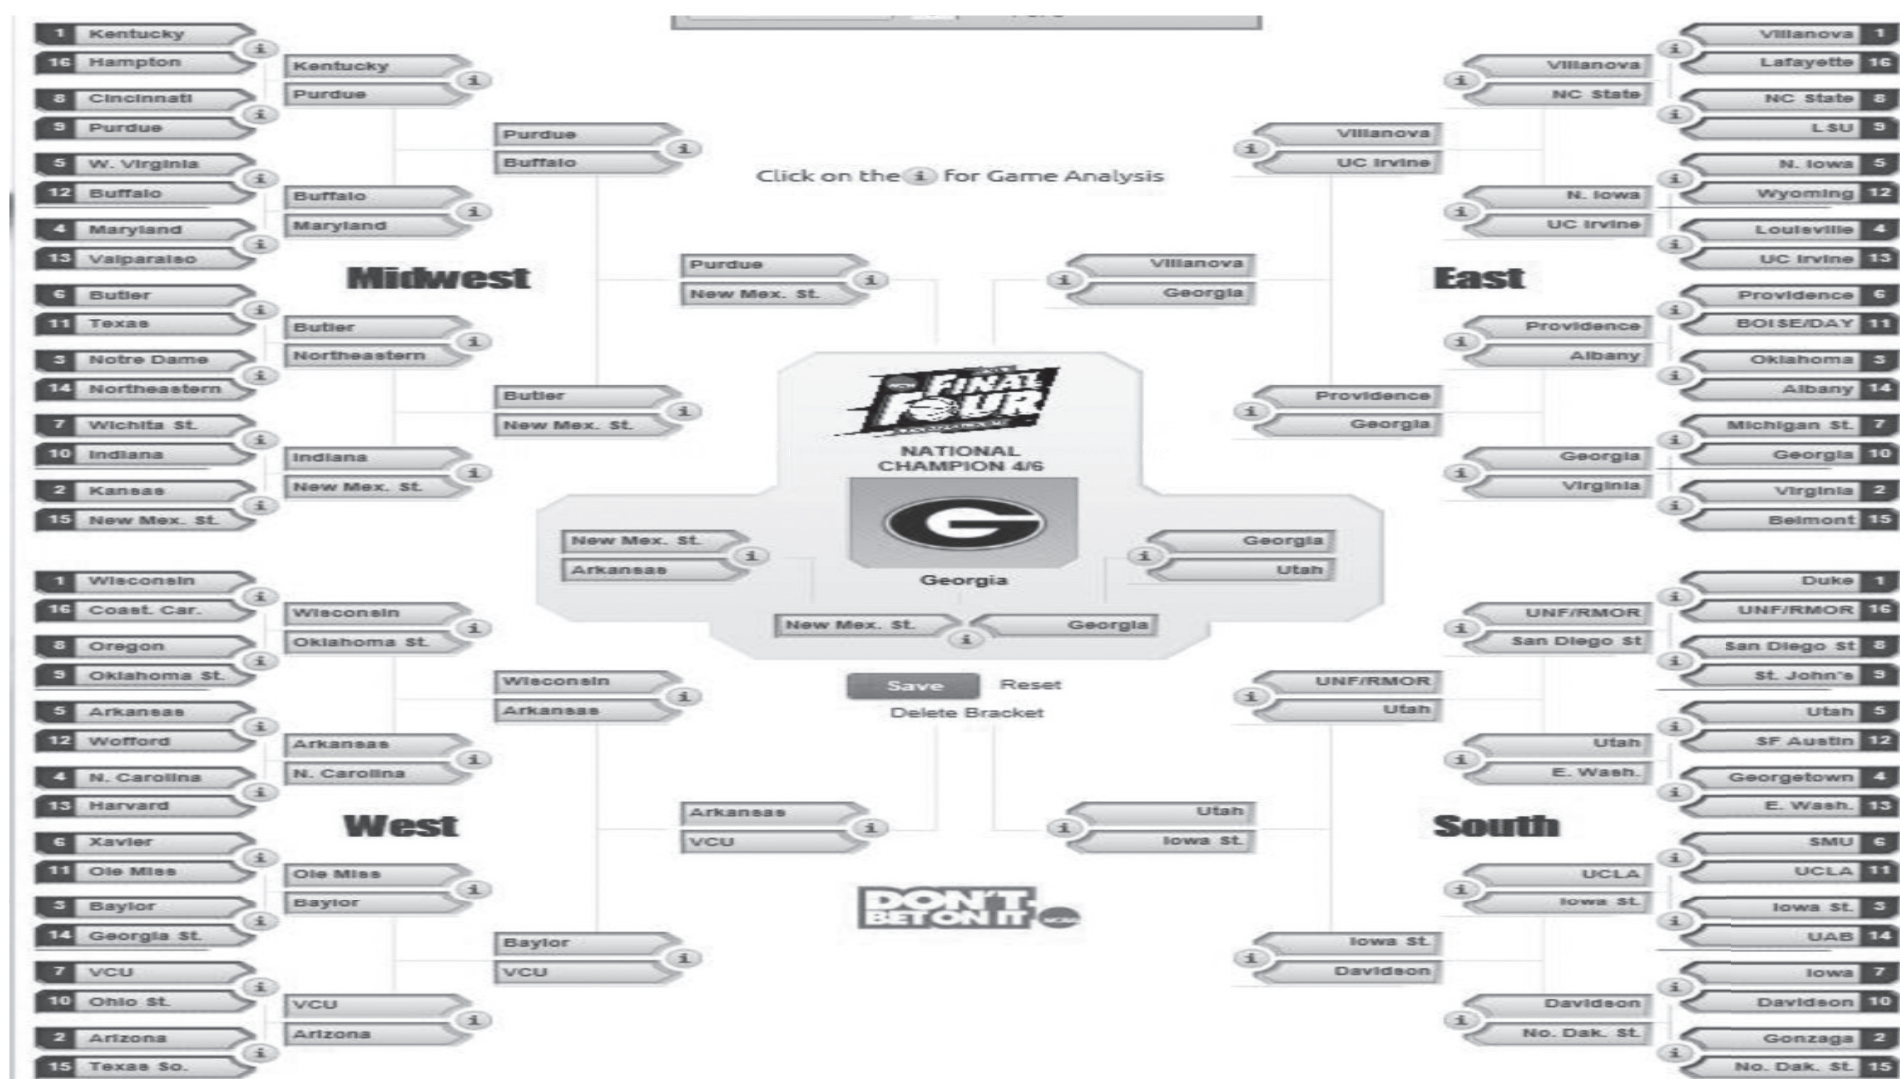 1 Kentucky
16 Hampton
8 Cincinnati
9 Purdue
5 W. Virginia
12 Buffalo
4 Maryland
13 Valparaiso
6 Butler
11 Texas
3 Notre Dame
14 Northeastern
7 Wichita St.
10 Indiana
2 Kansas
15 New Mex. St.
Kentucky
Purdue
Buffalo
Maryland
Butler
Northeastern
Indiana
New Mex. St.
Purdue
Buffalo
Butler
New Mex. St.
Purdue
New Mex. St.
Midwest
1 Wisconsin
16 Coast. Car.
8 Oregon
9 Oklahoma St.
5 Arkansas
12 Wofford
4 N. Carolina
13 Harvard
6 Xavier
11 Ole Miss
3 Baylor
14 Georgia St.
7 VCU
10 Ohio St.
2 Arizona
15 Texas So.
Wisconsin
Oklahoma St.
Arkansas
N. Carolina
Ole Miss
Baylor
VCU
Arizona
Wisconsin
Arkansas
Baylor
VCU
Arkansas
VCU
West
Click on the i for Game Analysis
FINAL
FOUR
NATIONAL
CHAMPION 4/6
Georgia
New Mex. St.
Arkansas
Georgia
Utah
New Mex. St.
Georgia
Save Reset
Delete Bracket
DON'T
BET ON IT
Villanova 1
Lafayette 16
NC State 8
LSU 9
N. Iowa 5
Wyoming 12
Louisville 4
UC Irvine 13
Providence 6
BOISE/DAY 11
Oklahoma 3
Albany 14
Michigan St. 7
Georgia 10
Virginia 2
Belmont 15
Villanova
NC State
N. Iowa
UC Irvine
Providence
Albany
Georgia
Virginia
Villanova
UC Irvine
Providence
Georgia
Villanova
Georgia
East
Duke 1
UNF/RMOR 16
San Diego St 8
St. John's 9
Utah 5
SF Austin 12
Georgetown 4
E. Wash. 13
SMU 6
UCLA 11
Iowa St. 3
UAB 14
Iowa 7
Davidson 10
Gonzaga 2
No. Dak. St. 15
UNF/RMOR
San Diego St
Utah
E. Wash.
UCLA
Iowa St.
Davidson
No. Dak. St.
UNF/RMOR
Utah
Iowa St.
Davidson
Utah
Iowa St.
South